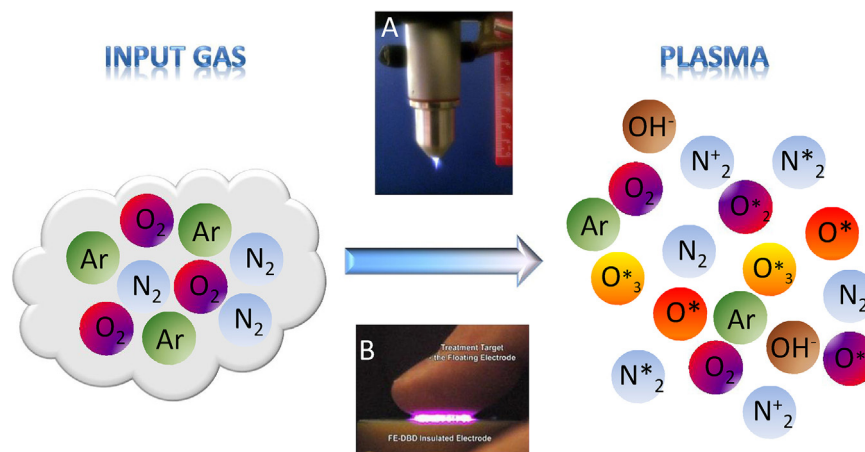 INPUT GAS
A
PLASMA
O₂
Ar
Ar
N₂
N₂
O₂
N₂
O₂
Ar
B
Treatment Target
- the Floating Electrode
FE-DBD Insulated Electrode
OH⁻
N⁺₂
N*₂
O₂
O*₂
Ar
O*
N₂
O*₃
O*₃
N₂
O*
Ar
OH⁻
O*
N*₂
O₂
N⁺₂